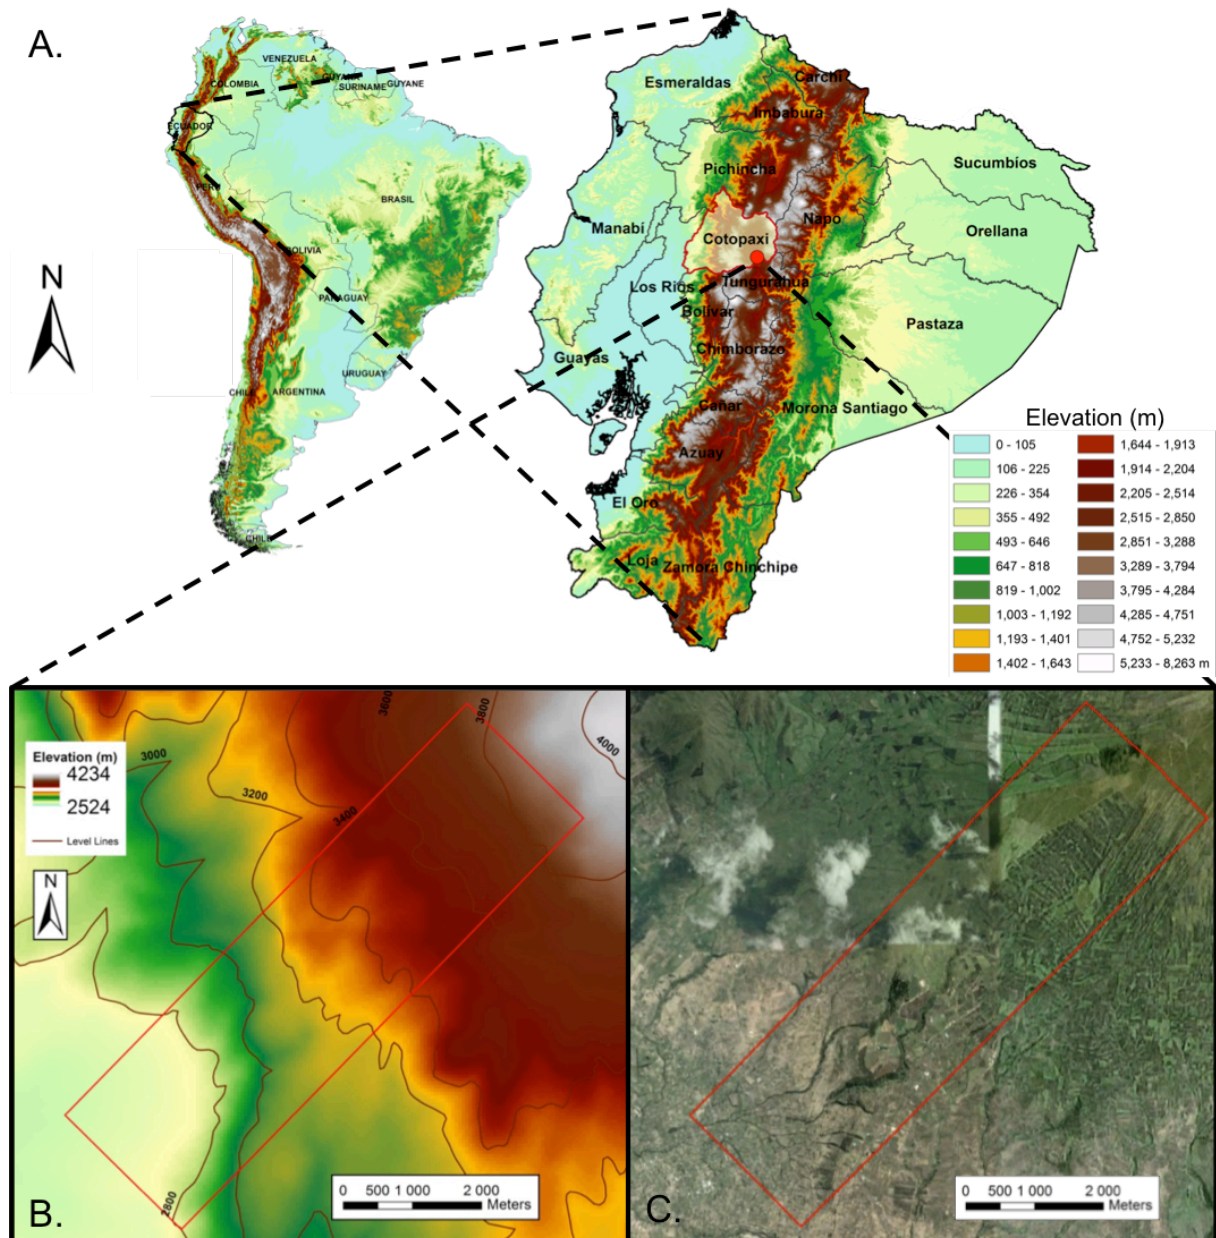 A.
VENEZUELA
GUYANA
SURINAME
GUYANE
COLOMBIA
ECUADOR
PERU
BRASIL
BOLIVIA
PARAGUAY
URUGUAY
CHILE
ARGENTINA
CHILE
N
Esmeraldas
Carchi
Imbabura
Pichincha
Sucumbíos
Napo
Manabí
Cotopaxi
Orellana
Los Ríos
Tungurahua
Bolívar
Pastaza
Guayas
Chimborazo
Cañar
Morona Santiago
Azuay
El Oro
Loja
Zamora Chinchipe
Elevation (m)
0 - 105
106 - 225
226 - 354
355 - 492
493 - 646
647 - 818
819 - 1,002
1,003 - 1,192
1,193 - 1,401
1,402 - 1,643
1,644 - 1,913
1,914 - 2,204
2,205 - 2,514
2,515 - 2,850
2,851 - 3,288
3,289 - 3,794
3,795 - 4,284
4,285 - 4,751
4,752 - 5,232
5,233 - 8,263 m
Elevation (m)
4234
2524
Level Lines
N
3000
3200
3400
3600
3800
4000
2800
0 500 1 000 2 000
Meters
B.
0 500 1 000 2 000
Meters
C.